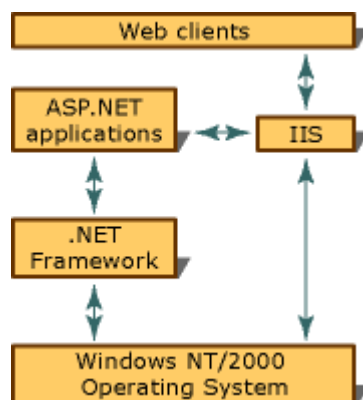 Web clients
ASP.NET
applications
IIS
.NET
Framework
Windows NT/2000
Operating System